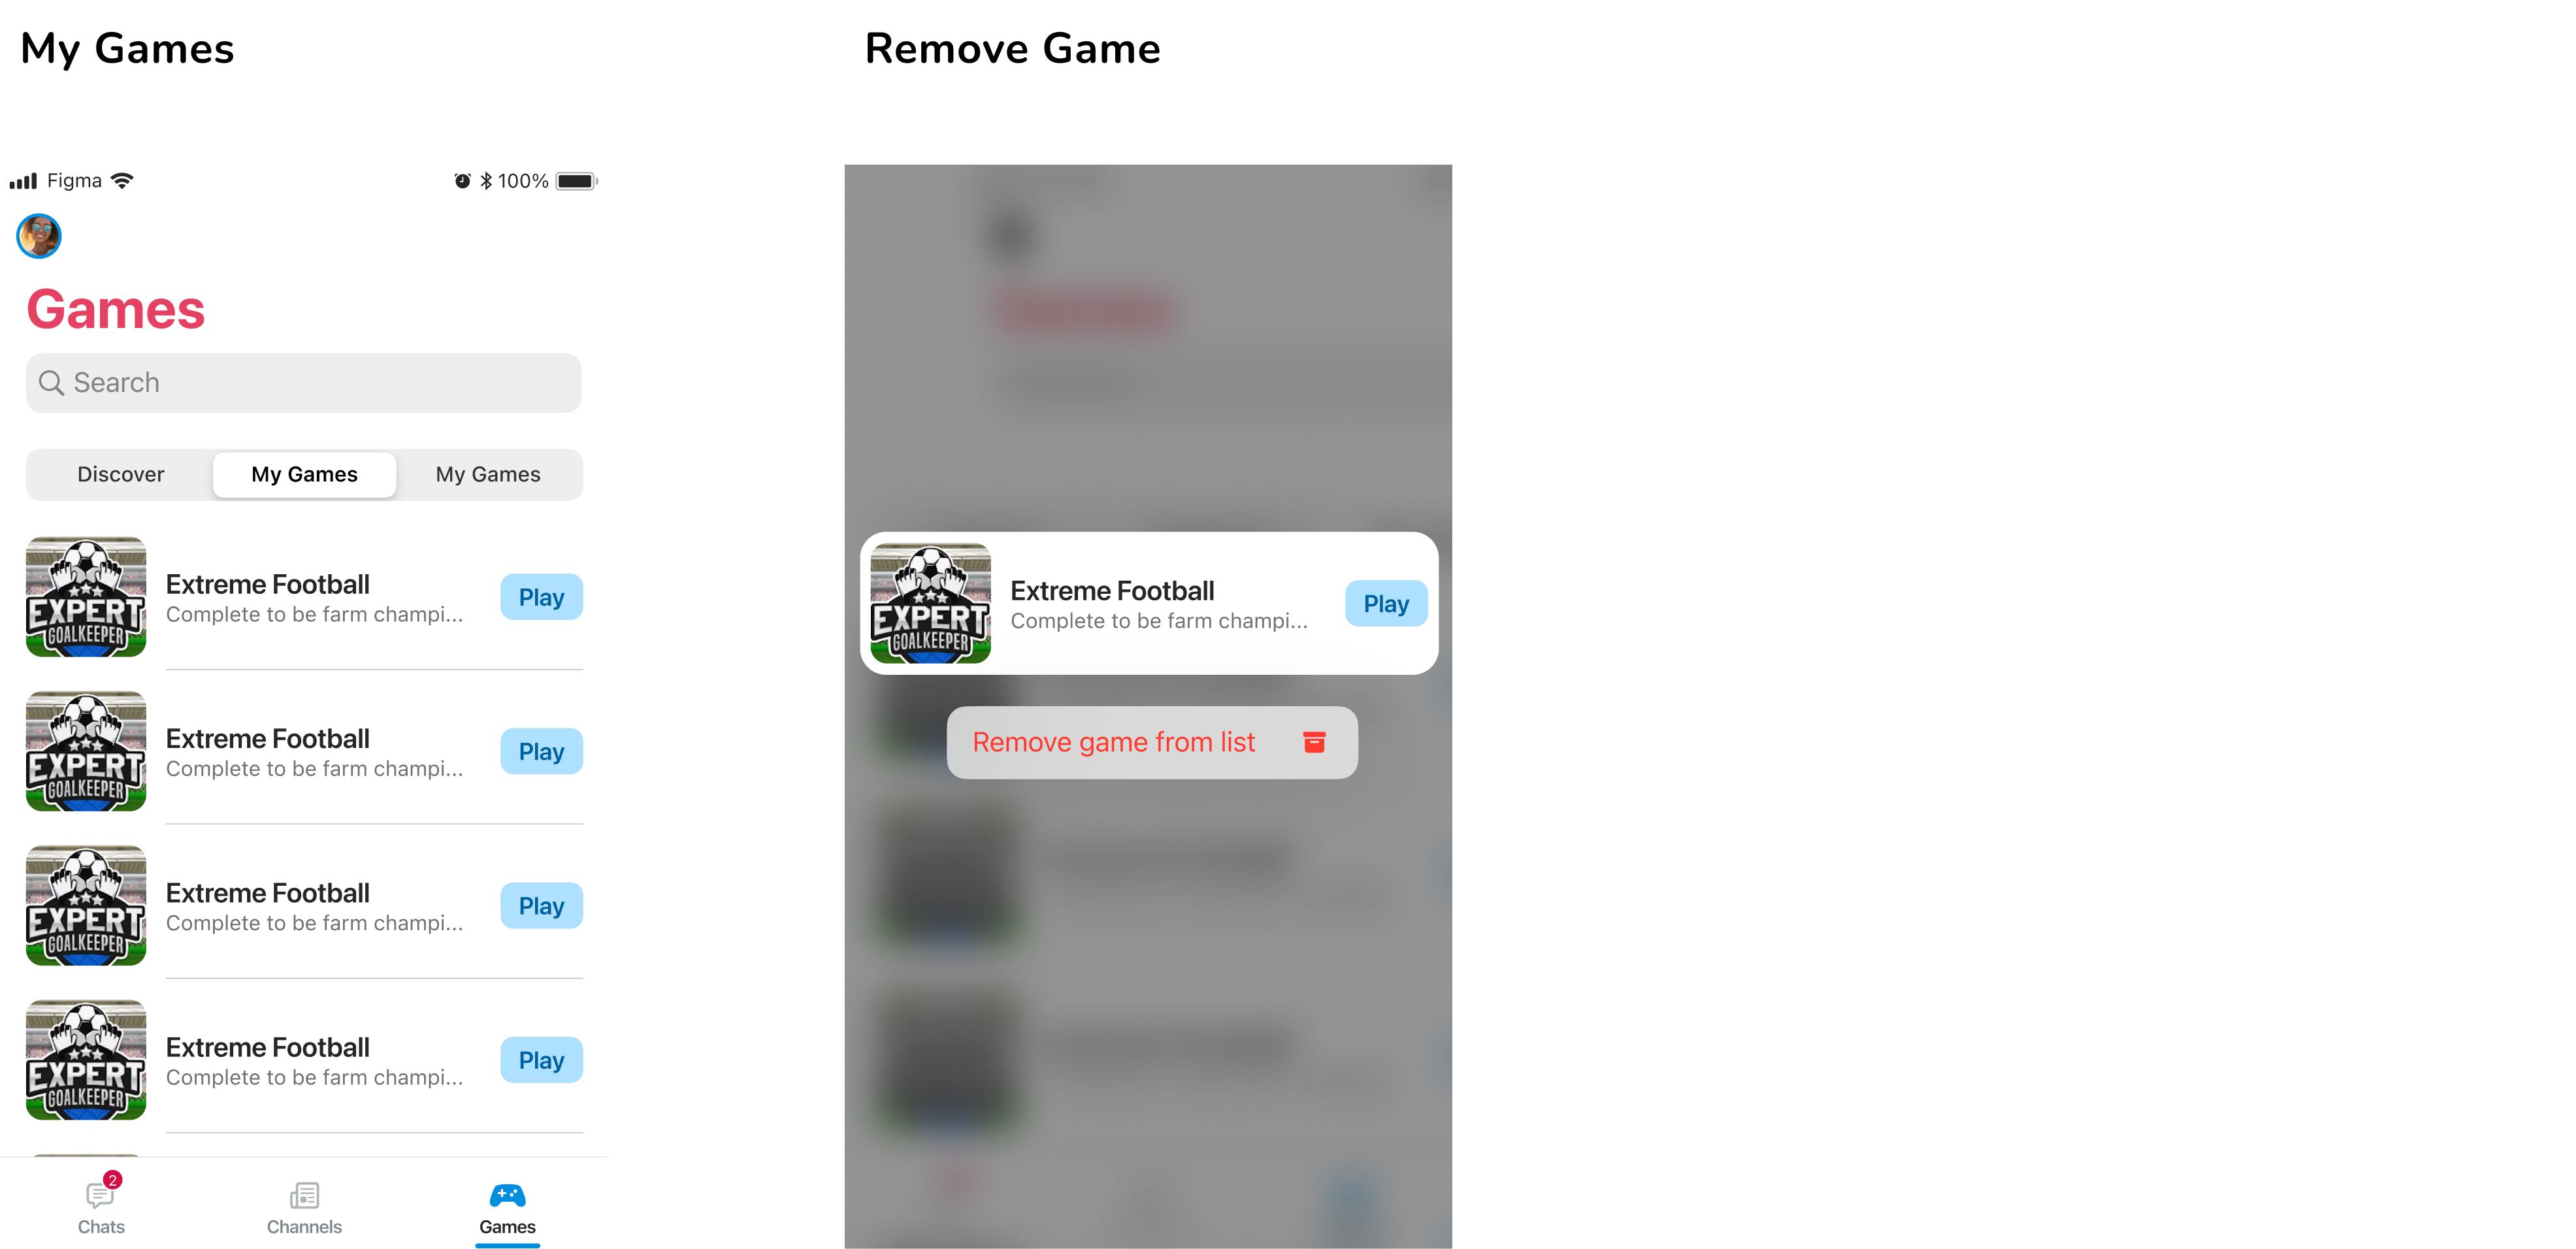 My Games
Remove Game
Figma
100%
Games
Search
Discover
My Games
My Games
EXPERT
GOALKEEPER
Extreme Football
Complete to be farm champi...
Play
EXPERT
GOALKEEPER
Extreme Football
Complete to be farm champi...
Play
EXPERT
GOALKEEPER
Extreme Football
Complete to be farm champi...
Play
EXPERT
GOALKEEPER
Extreme Football
Complete to be farm champi...
Play
2
Chats
Channels
Games
EXPERT
GOALKEEPER
Extreme Football
Complete to be farm champi...
Play
Remove game from list